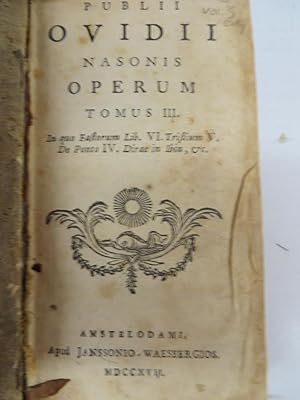 PUBLII
OVIDII
NASONIS
OPERUM
TOMUS III.
In quo Fastorum Lib. VI. Tristium V.
De Ponto IV. Dirae in Ibin, &c.
AMSTELODAMI,
Apud JANSSONIO-WAESBERGIOS.
MDCCXVII.